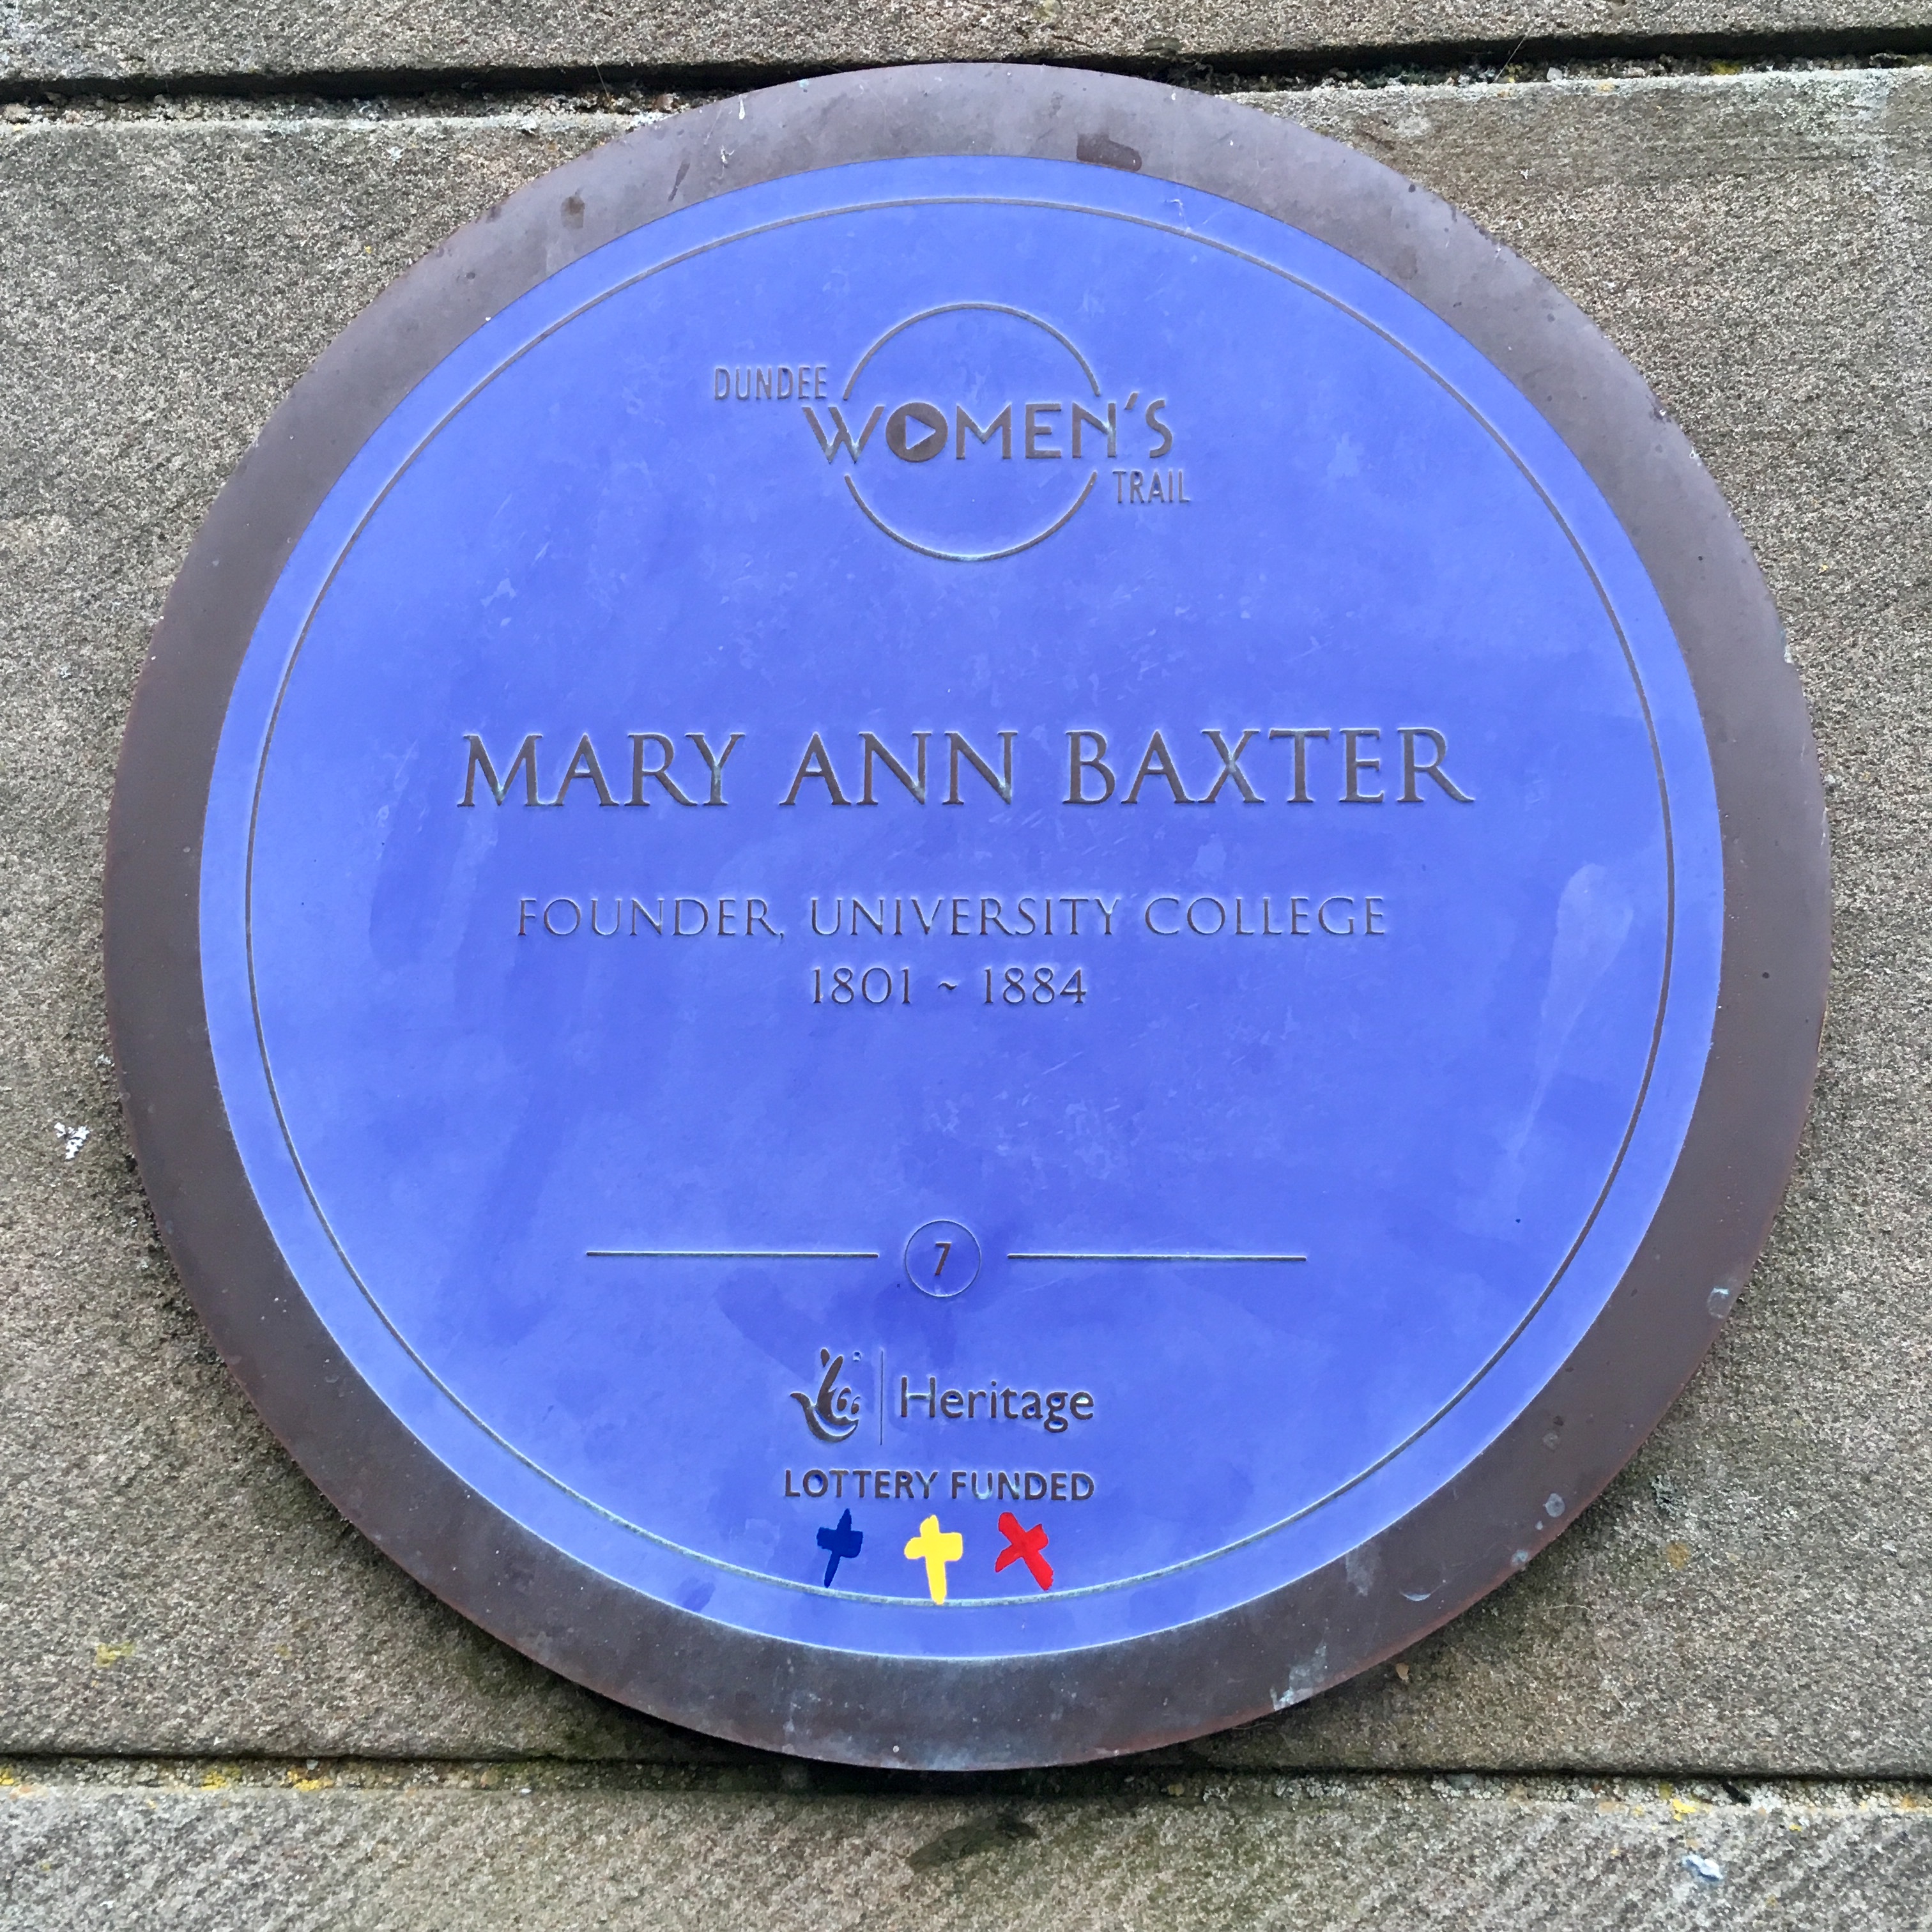 DUNDEE
WOMEN'S
TRAIL
MARY ANN BAXTER
FOUNDER, UNIVERSITY COLLEGE
1801 ~ 1884
7
Heritage
LOTTERY FUNDED